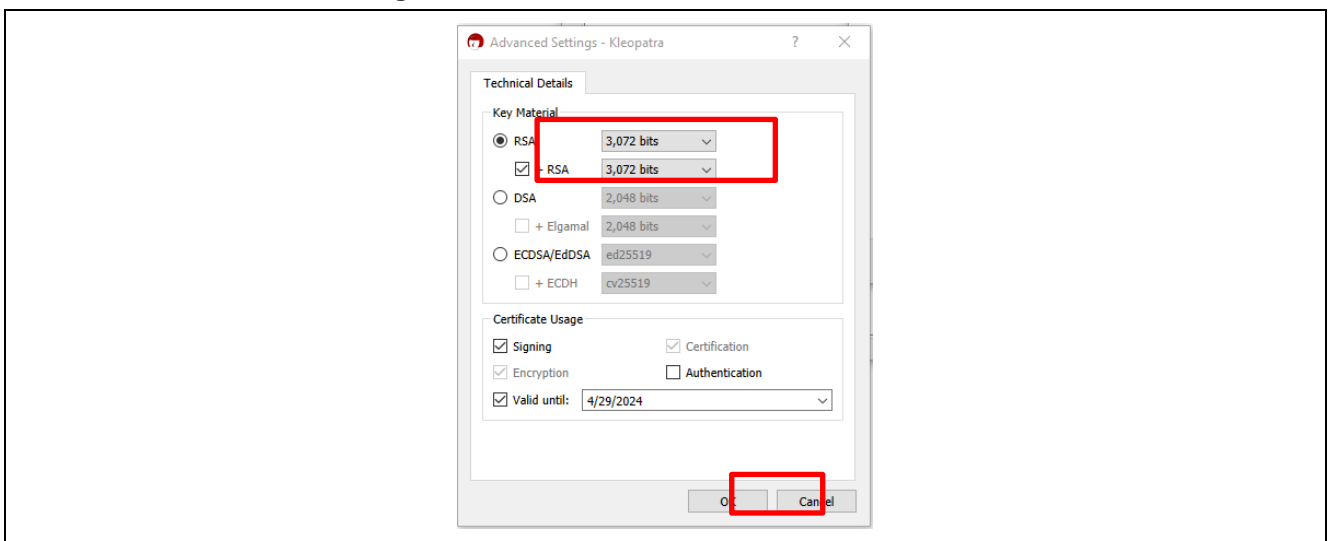 Advanced Settings - Kleopatra ? ×
Technical Details
Key Material
RSA 3,072 bits
+ RSA 3,072 bits
DSA 2,048 bits
+ Elgamal 2,048 bits
ECDSA/EdDSA ed25519
+ ECDH cv25519
Certificate Usage
Signing Certification
Encryption Authentication
Valid until: 4/29/2024
OK Cancel